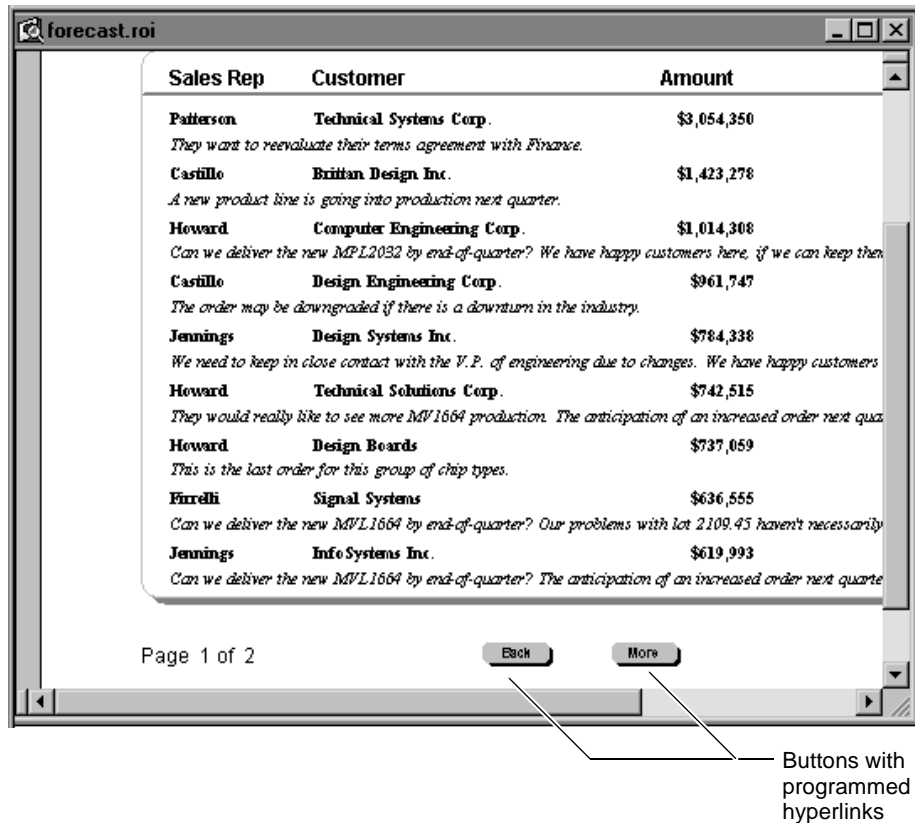 forecast.roi
Sales Rep Customer Amount
Patterson Technical Systems Corp. $3,054,350
They want to reevaluate their terms agreement with Finance.
Castillo Brittan Design Inc. $1,423,278
A new product line is going into production next quarter.
Howard Computer Engineering Corp. $1,014,308
Can we deliver the new MPL2032 by end-of-quarter? We have happy customers here, if we can keep them
Castillo Design Engineering Corp. $961,747
The order may be downgraded if there is a downturn in the industry.
Jennings Design Systems Inc. $784,338
We need to keep in close contact with the V.P. of engineering due to changes. We have happy customers
Howard Technical Solutions Corp. $742,515
They would really like to see more MV1664 production. The anticipation of an increased order next qua
Howard Design Boards $737,059
This is the last order for this group of chip types.
Firrelli Signal Systems $636,555
Can we deliver the new MVL1664 by end-of-quarter? Our problems with lot 2109.45 haven't necessarily
Jennings InfoSystems Inc. $619,993
Can we deliver the new MVL1664 by end-of-quarter? The anticipation of an increased order next quarte
Page 1 of 2 Back More
Buttons with
programmed
hyperlinks